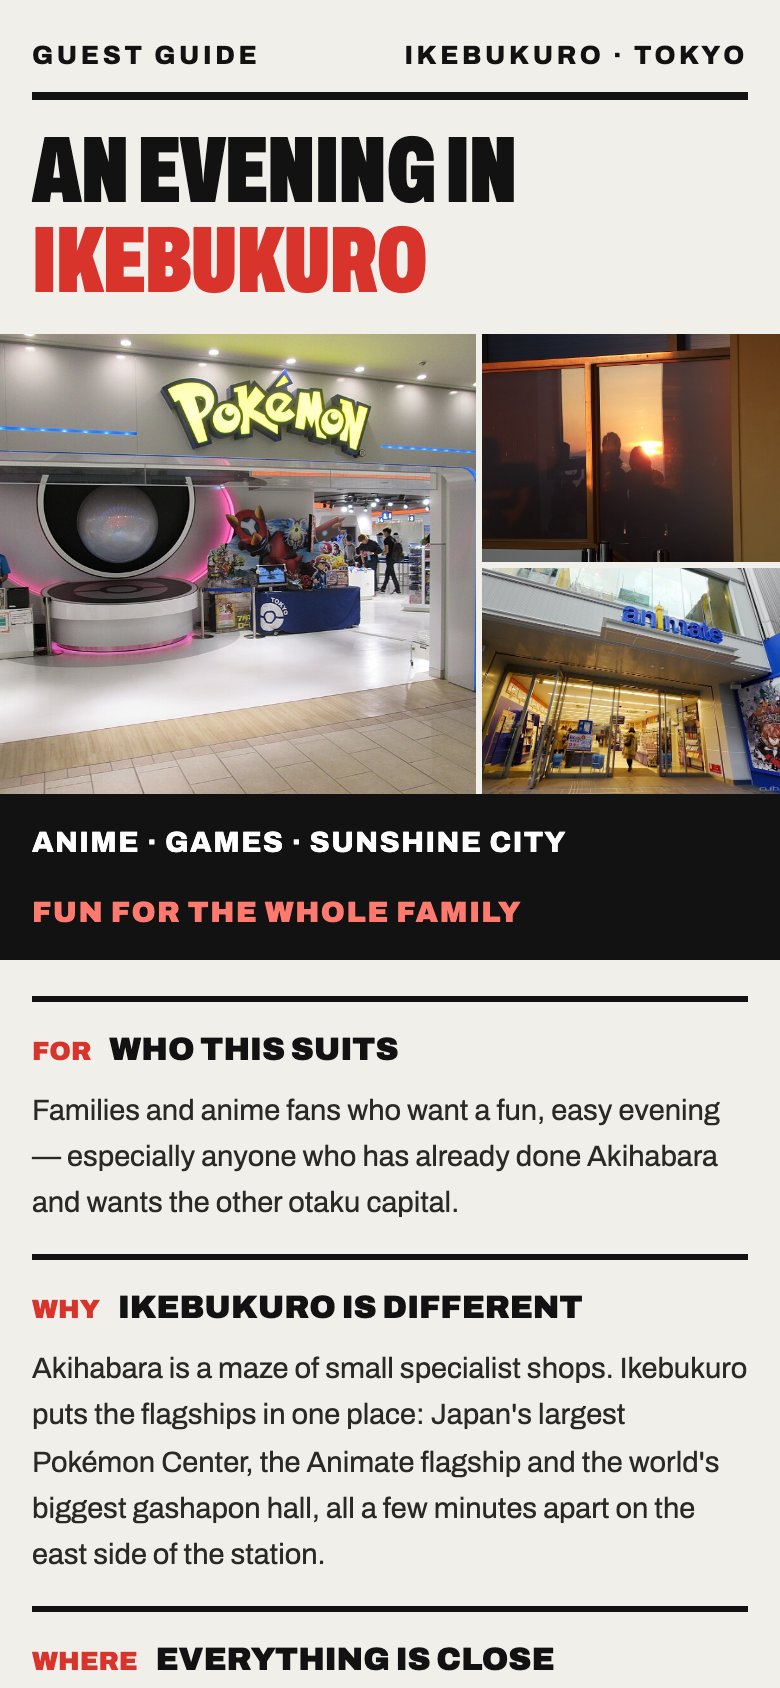 GUEST GUIDE
IKEBUKURO · TOKYO
AN EVENING IN
IKEBUKURO
POKéMON
TOKYO
animate
ANIME · GAMES · SUNSHINE CITY
FUN FOR THE WHOLE FAMILY
FOR WHO THIS SUITS
Families and anime fans who want a fun, easy evening
— especially anyone who has already done Akihabara
and wants the other otaku capital.
WHY IKEBUKURO IS DIFFERENT
Akihabara is a maze of small specialist shops. Ikebukuro
puts the flagships in one place: Japan's largest
Pokémon Center, the Animate flagship and the world's
biggest gashapon hall, all a few minutes apart on the
east side of the station.
WHERE EVERYTHING IS CLOSE